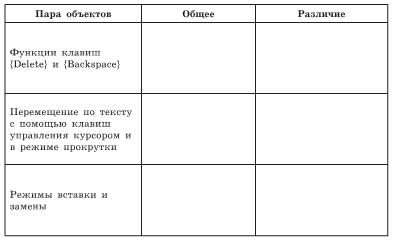 Пара объектов
Общее
Различие
Функции клавиш
{Delete} и {Backspace}
Перемещение по тексту
с помощью клавиш
управления курсором и
в режиме прокрутки
Режимы вставки и
замены